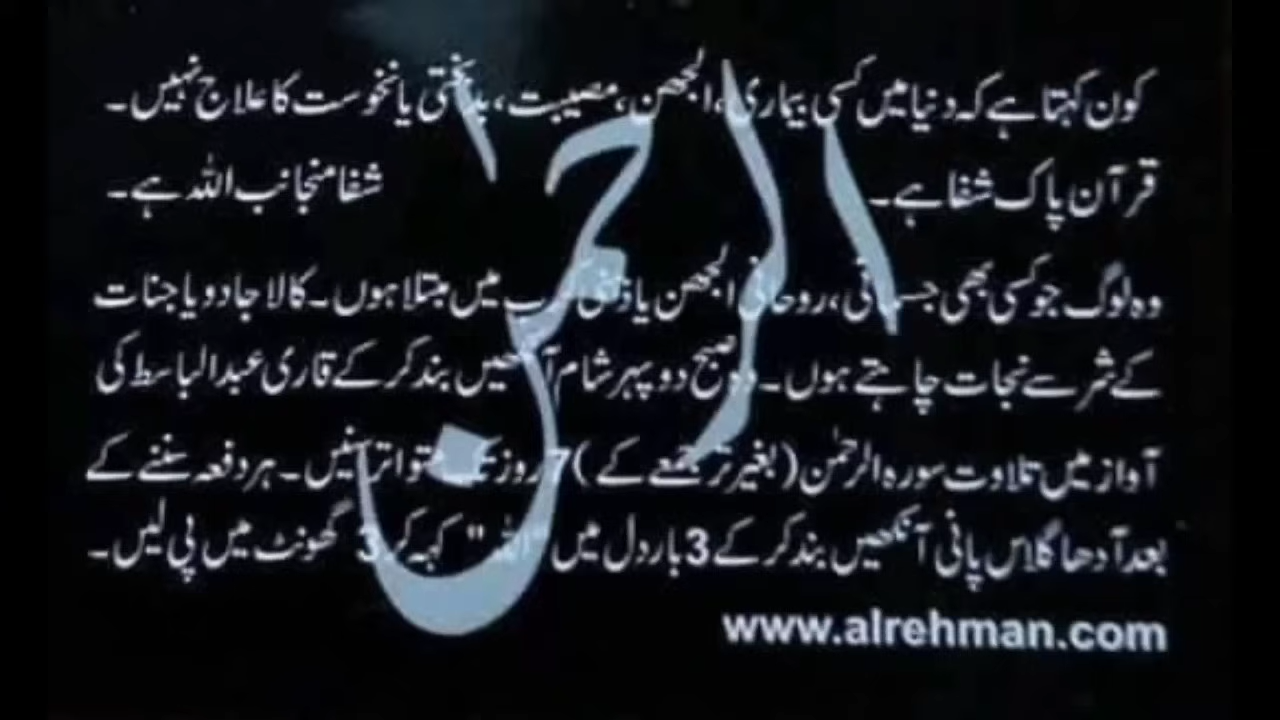 کون کہتا ہے کہ دنیا میں کسی بیماری، الجھن، مصیبت، بدبختی یا نحوست کا علاج نہیں۔
قرآن پاک شفا ہے۔ شفا منجانب اللہ ہے۔
وہ لوگ جو کسی بھی جسمانی، روحانی الجھن یا ذہنی کرب میں مبتلا ہوں۔ کالا جادو یا جنات
کے شر سے نجات چاہتے ہوں۔ وہ صبح دوپہر شام آنکھیں بند کر کے قاری عبدالباسط کی
آواز میں تلاوت سورہ الرحمٰن (بغیر ترجمعے کے) 7 روز تک متواتر سنیں۔ ہر دفعہ سننے کے
بعد آدھا گلاس پانی آنکھیں بند کر کے 3 بار دل میں "اللہ" کہہ کر 3 گھونٹ میں پی لیں۔
الرحمٰن
www.alrehman.com